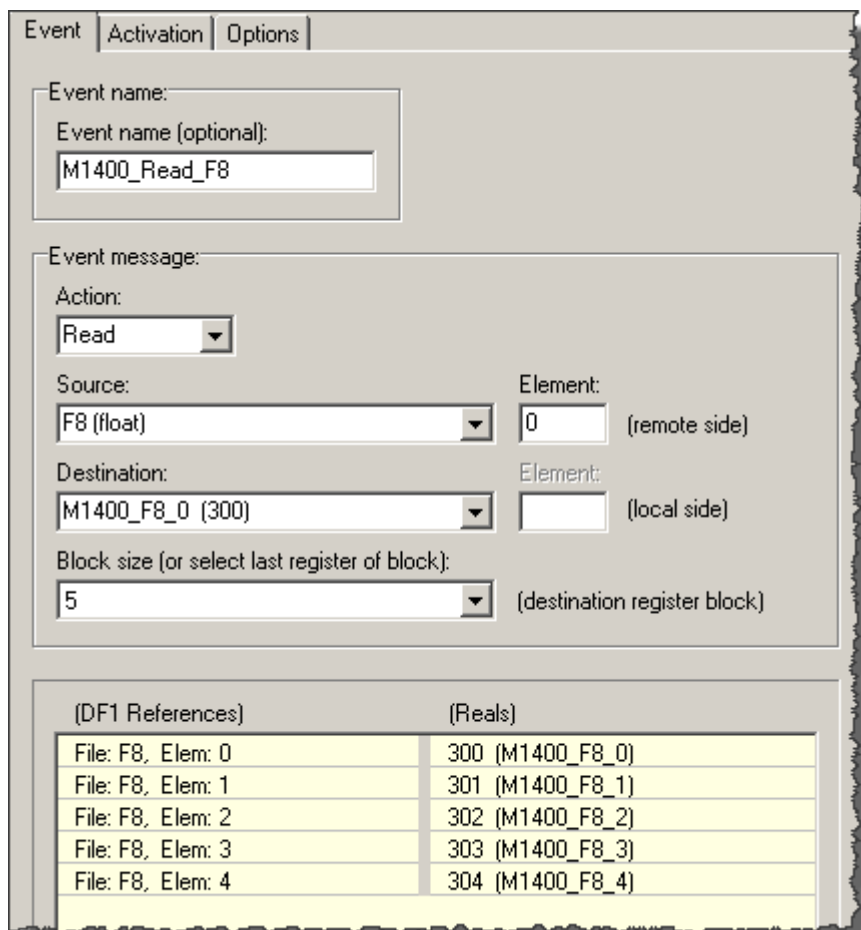 Event Activation Options
Event name:
Event name (optional):
M1400_Read_F8
Event message:
Action:
Read
Source: Element:
F8 (float) 0 (remote side)
Destination: Element:
M1400_F8_0 (300) (local side)
Block size (or select last register of block):
5 (destination register block)
(DF1 References) (Reals)
File: F8, Elem: 0 300 (M1400_F8_0)
File: F8, Elem: 1 301 (M1400_F8_1)
File: F8, Elem: 2 302 (M1400_F8_2)
File: F8, Elem: 3 303 (M1400_F8_3)
File: F8, Elem: 4 304 (M1400_F8_4)